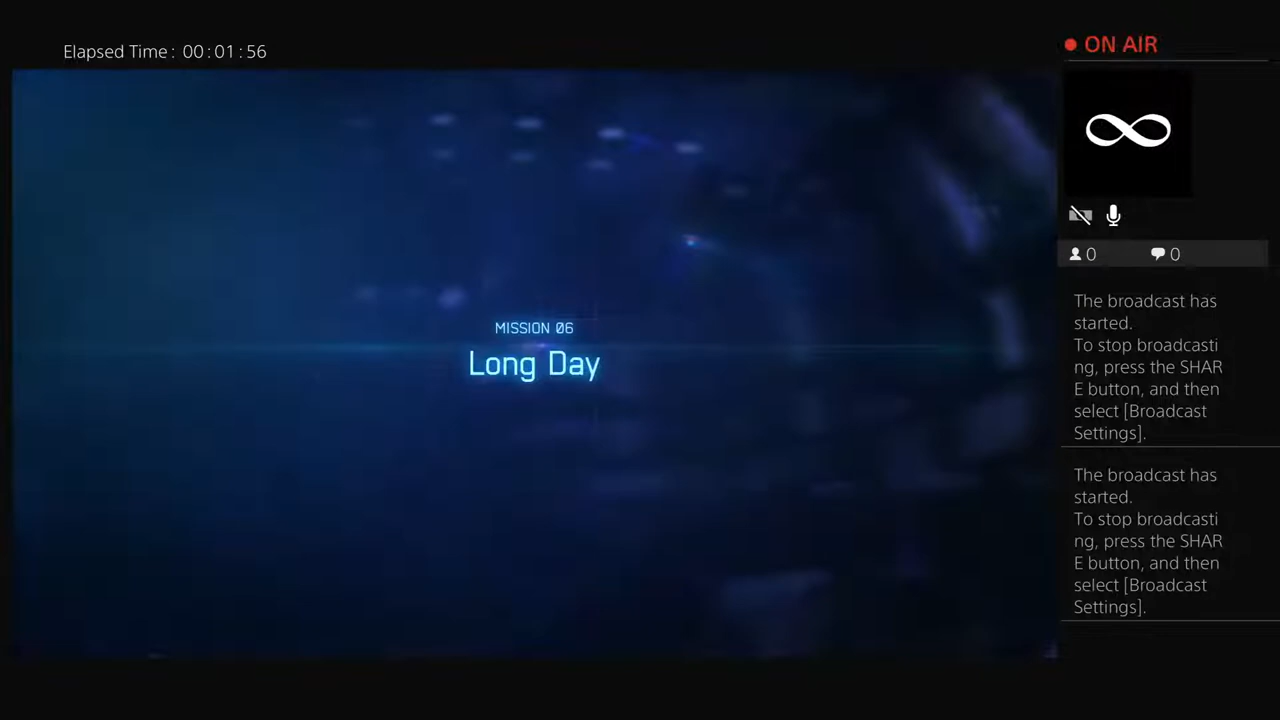 Elapsed Time: 00:01:56
ON AIR
0 0
MISSION 06
Long Day
The broadcast has
started.
To stop broadcasti
ng, press the SHAR
E button, and then
select [Broadcast
Settings].
The broadcast has
started.
To stop broadcasti
ng, press the SHAR
E button, and then
select [Broadcast
Settings].